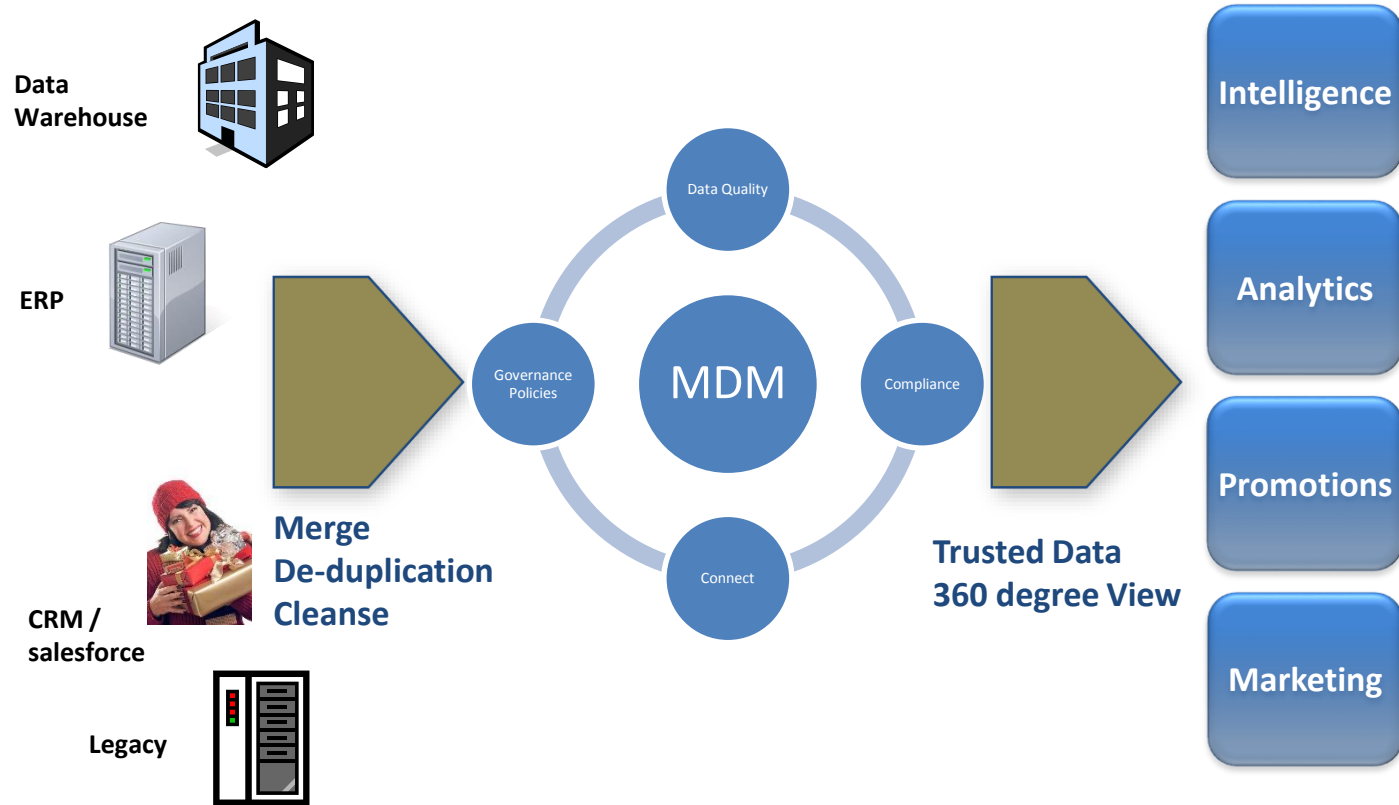 Data
Warehouse
ERP
CRM /
salesforce
Legacy
Merge
De-duplication
Cleanse
Data Quality
Governance
Policies
MDM
Compliance
Connect
Trusted Data
360 degree View
Intelligence
Analytics
Promotions
Marketing